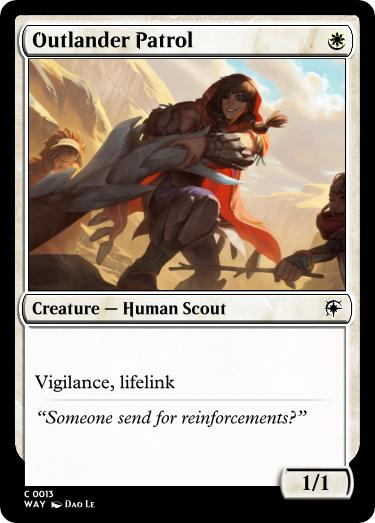 Outlander Patrol
Creature — Human Scout
Vigilance, lifelink
“Someone send for reinforcements?”
1/1
C 0013
WAY Dao Le